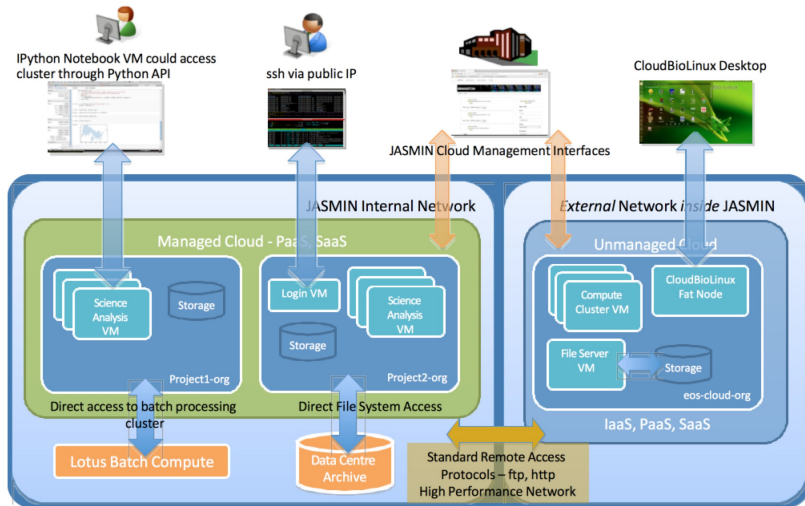 IPython Notebook VM could access
cluster through Python API
ssh via public IP
CloudBioLinux Desktop
JASMIN Cloud Management Interfaces
JASMIN Internal Network
External Network inside JASMIN
Managed Cloud - PaaS, SaaS
Unmanaged Cloud
Science
Analysis
VM
Storage
Project1-org
Login VM
Science
Analysis
VM
Storage
Project2-org
Compute
Cluster VM
CloudBioLinux
Fat Node
File Server
VM
Storage
eos-cloud-org
Direct access to batch processing
cluster
Direct File System Access
IaaS, PaaS, SaaS
Lotus Batch Compute
Data Centre
Archive
Standard Remote Access
Protocols – ftp, http
High Performance Network